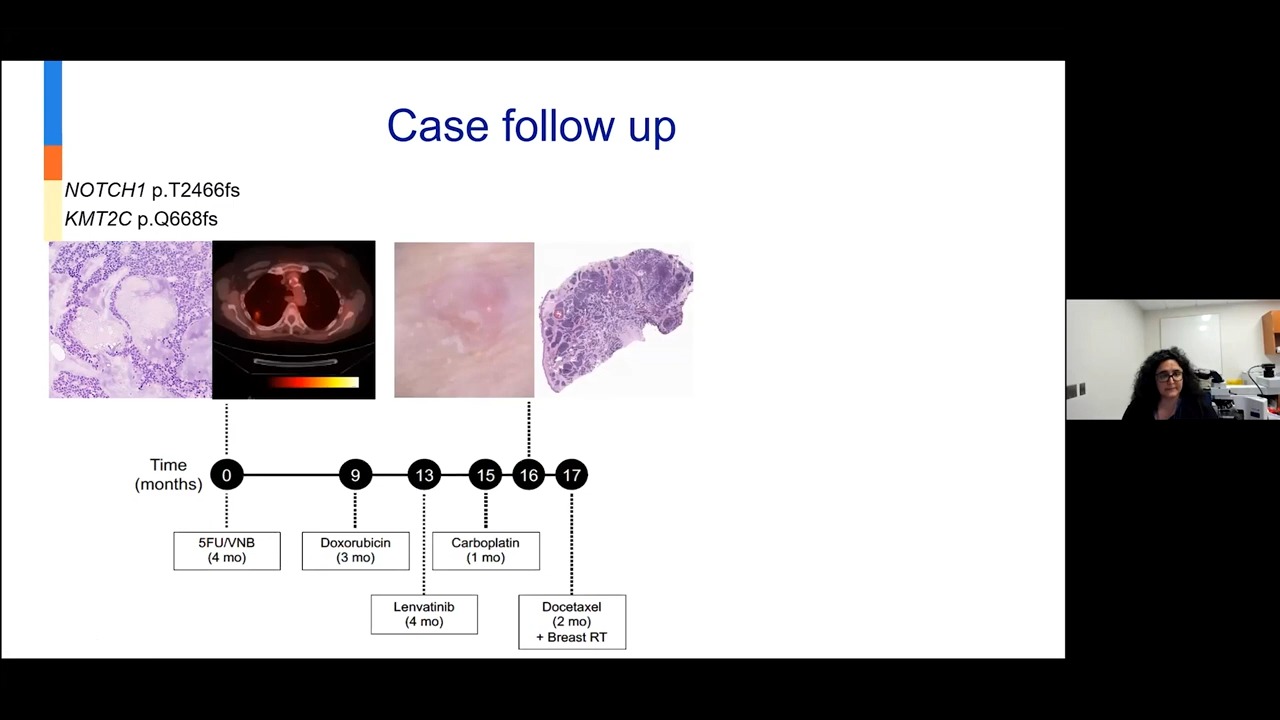 Case follow up
NOTCH1 p.T2466fs
KMT2C p.Q668fs
Time
(months)
0
9
13
15
16
17
5FU/VNB
(4 mo)
Doxorubicin
(3 mo)
Carboplatin
(1 mo)
Lenvatinib
(4 mo)
Docetaxel
(2 mo)
+ Breast RT